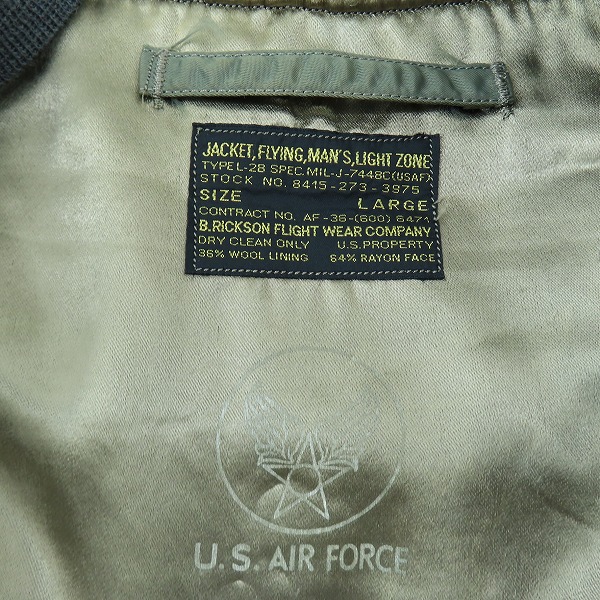 JACKET, FLYING, MAN'S, LIGHT ZONE
TYPE L-2B SPEC. MIL-J-7448C (USAF)
STOCK NO. 8415-273-3975
SIZE LARGE
CONTRACT NO. AF-36-(600) 6471
B. RICKSON FLIGHT WEAR COMPANY
DRY CLEAN ONLY U.S. PROPERTY
36% WOOL LINING 64% RAYON FACE
U.S. AIR FORCE